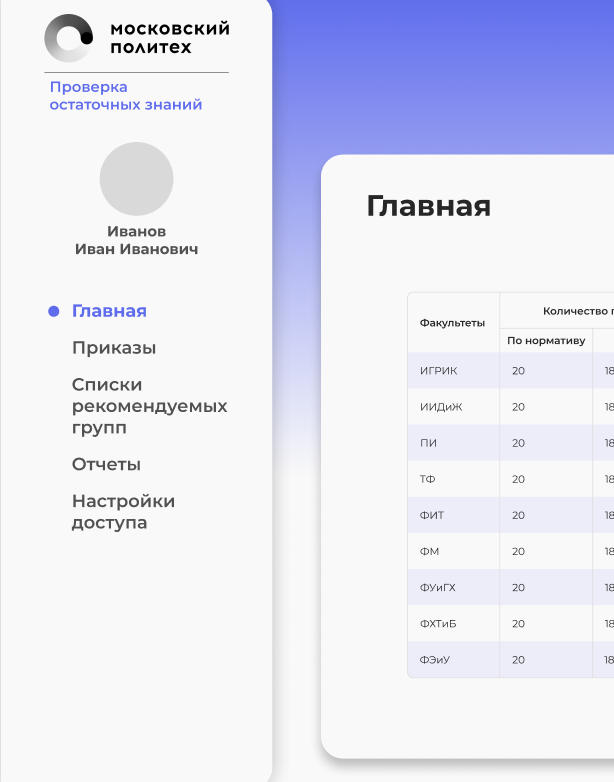 московский
политех
Проверка
остаточных знаний
Иванов
Иван Иванович
Главная
Приказы
Списки
рекомендуемых
групп
Отчеты
Настройки
доступа
Главная
Факультеты
Количество
По нормативу
ИГРИК 20 18
ИИДиЖ 20 18
ПИ 20 18
ТФ 20 18
ФИТ 20 18
ФМ 20 18
ФУиГХ 20 18
ФХТиБ 20 18
ФЭиУ 20 18